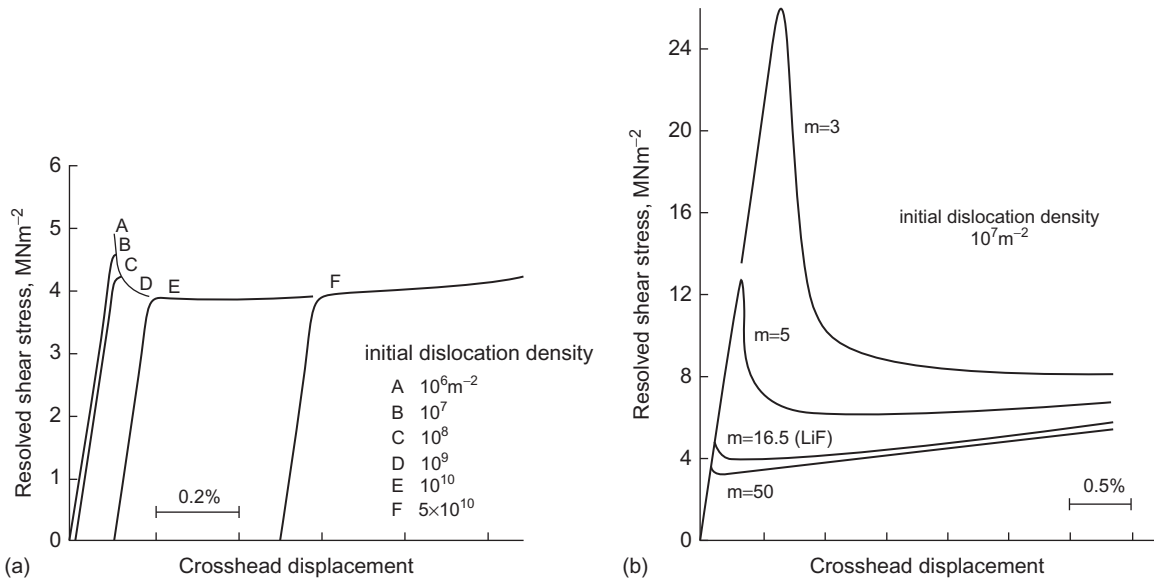 6
5
4
3
2
1
0
Resolved shear stress, MNm⁻²
A
B
C
D E
F
initial dislocation density
A 10⁶m⁻²
B 10⁷
C 10⁸
D 10⁹
E 10¹⁰
F 5×10¹⁰
0.2%
(a)
Crosshead displacement
24
20
16
12
8
4
0
Resolved shear stress, MNm⁻²
m=3
initial dislocation density
10⁷m⁻²
m=5
m=16.5 (LiF)
m=50
0.5%
(b)
Crosshead displacement